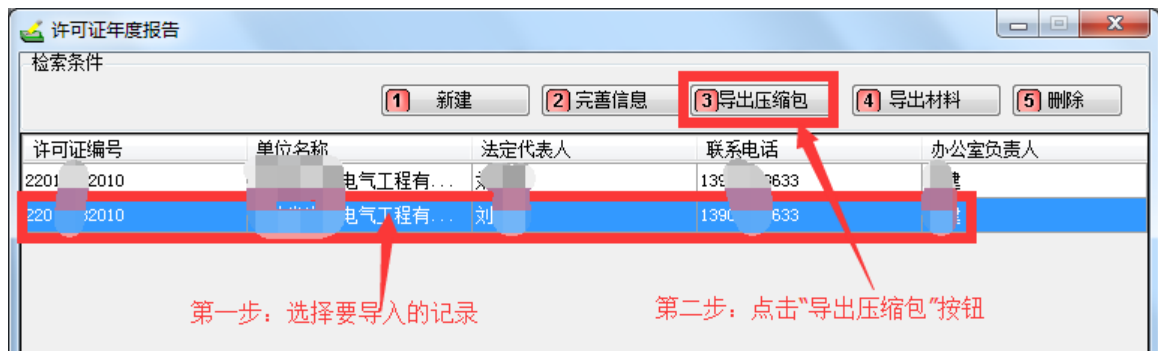 许可证年度报告
检索条件
1 新建 2 完善信息 3 导出压缩包 4 导出材料 5 删除
许可证编号 单位名称 法定代表人 联系电话 办公室负责人
2201 2010 电气工程有... 139 3633
220 2010 电气工程有... 刘 1390 633
第一步：选择要导入的记录 第二步：点击“导出压缩包”按钮